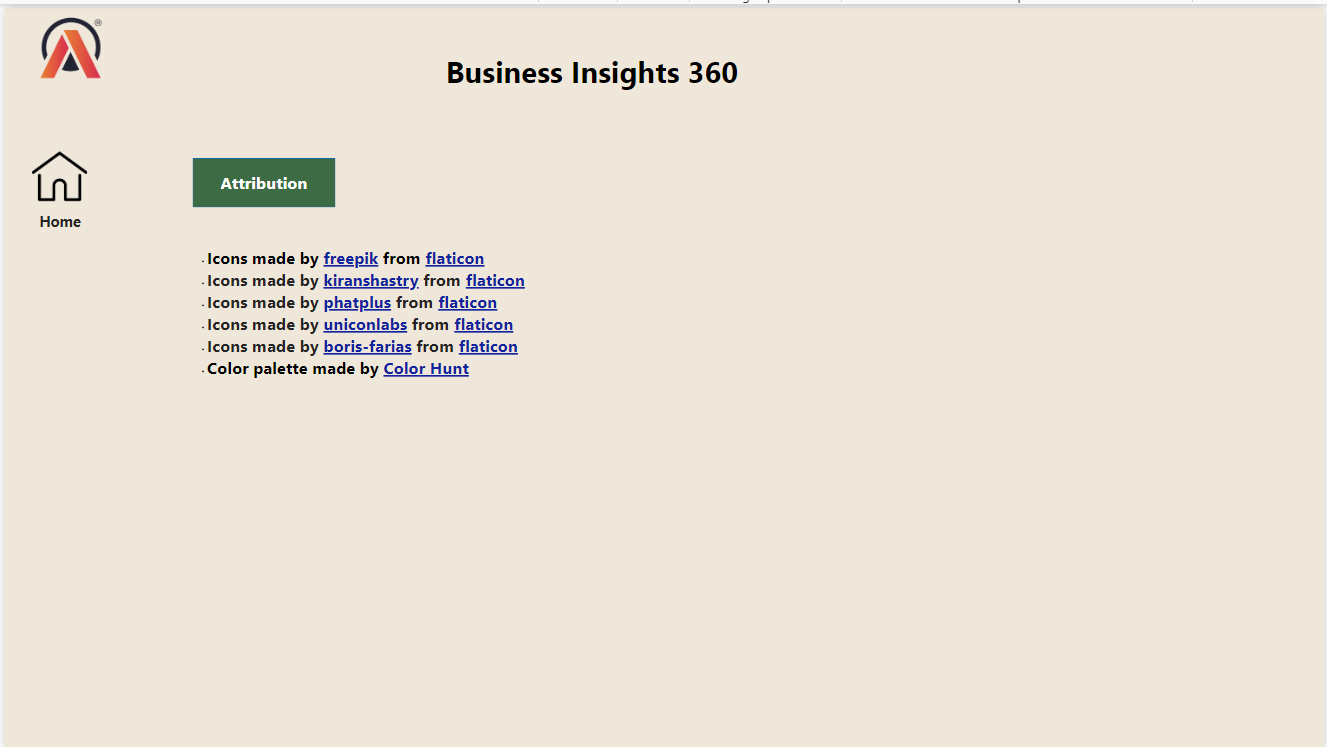 Business Insights 360
Home
Attribution
Icons made by freepik from flaticon
Icons made by kiranshastry from flaticon
Icons made by phatplus from flaticon
Icons made by uniconlabs from flaticon
Icons made by boris-farias from flaticon
Color palette made by Color Hunt